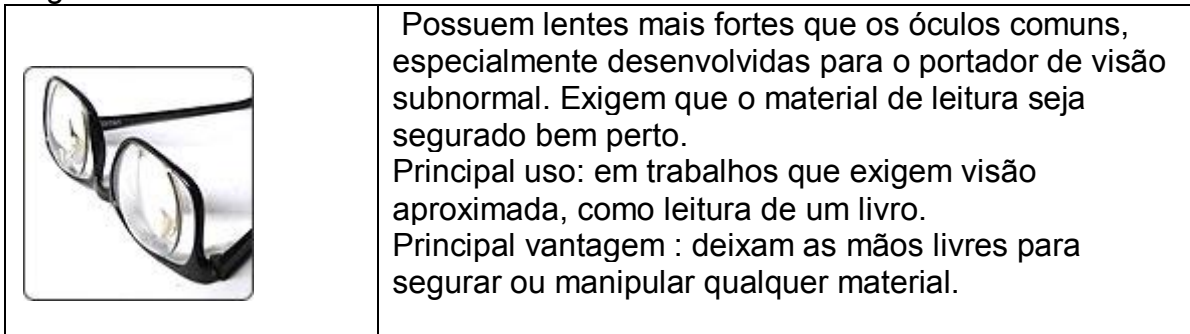 Possuem lentes mais fortes que os óculos comuns,
especialmente desenvolvidas para o portador de visão
subnormal. Exigem que o material de leitura seja
segurado bem perto.
Principal uso: em trabalhos que exigem visão
aproximada, como leitura de um livro.
Principal vantagem : deixam as mãos livres para
segurar ou manipular qualquer material.